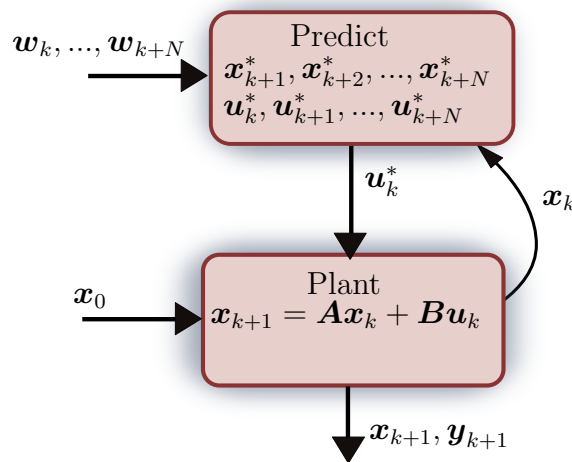 w_k, ..., w_{k+N}
Predict
x^*_{k+1}, x^*_{k+2}, ..., x^*_{k+N}
u^*_k, u^*_{k+1}, ..., u^*_{k+N}
u^*_k
x_k
x_0
Plant
x_{k+1} = Ax_k + Bu_k
x_{k+1}, y_{k+1}